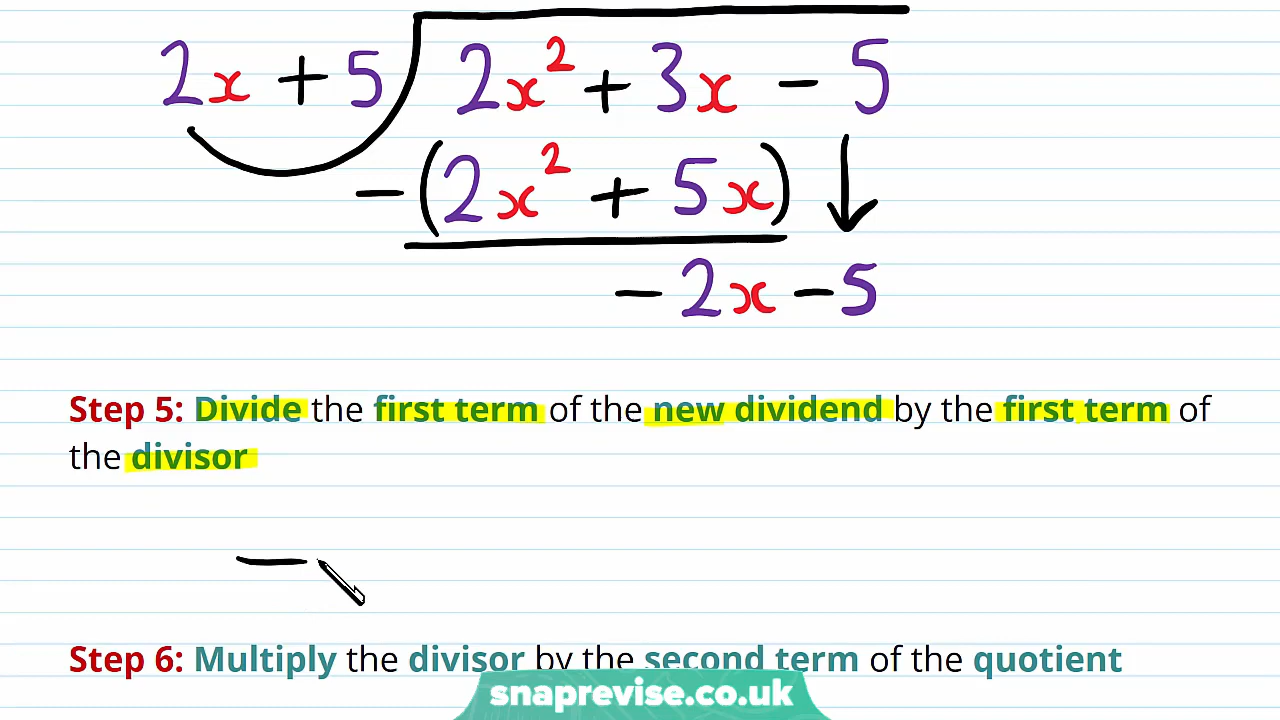 2x + 5 2x² + 3x - 5
-(2x² + 5x)
-2x - 5
Step 5: Divide the first term of the new dividend by the first term of
the divisor
Step 6: Multiply the divisor by the second term of the quotient
snaprevise.co.uk